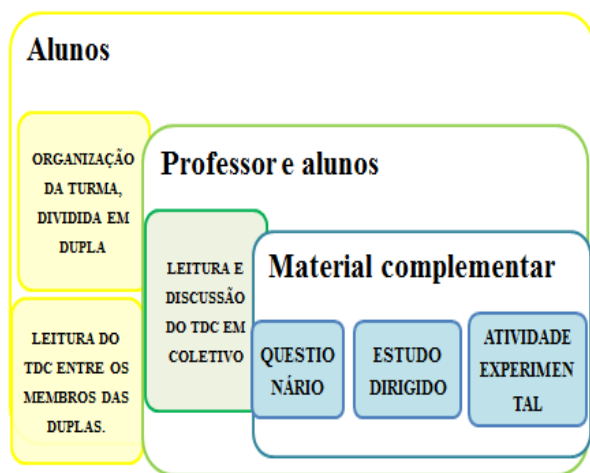 Alunos
ORGANIZAÇÃO
DA TURMA,
DIVIDIDA EM
DUPLA
LEITURA DO
TDC ENTRE OS
MEMBROS DAS
DUPLAS.
Professor e alunos
LEITURA E
DISCUSSÃO
DO TDC EM
COLETIVO
Material complementar
QUESTIO
NÁRIO
ESTUDO
DIRIGIDO
ATIVIDADE
EXPERIMEN
TAL